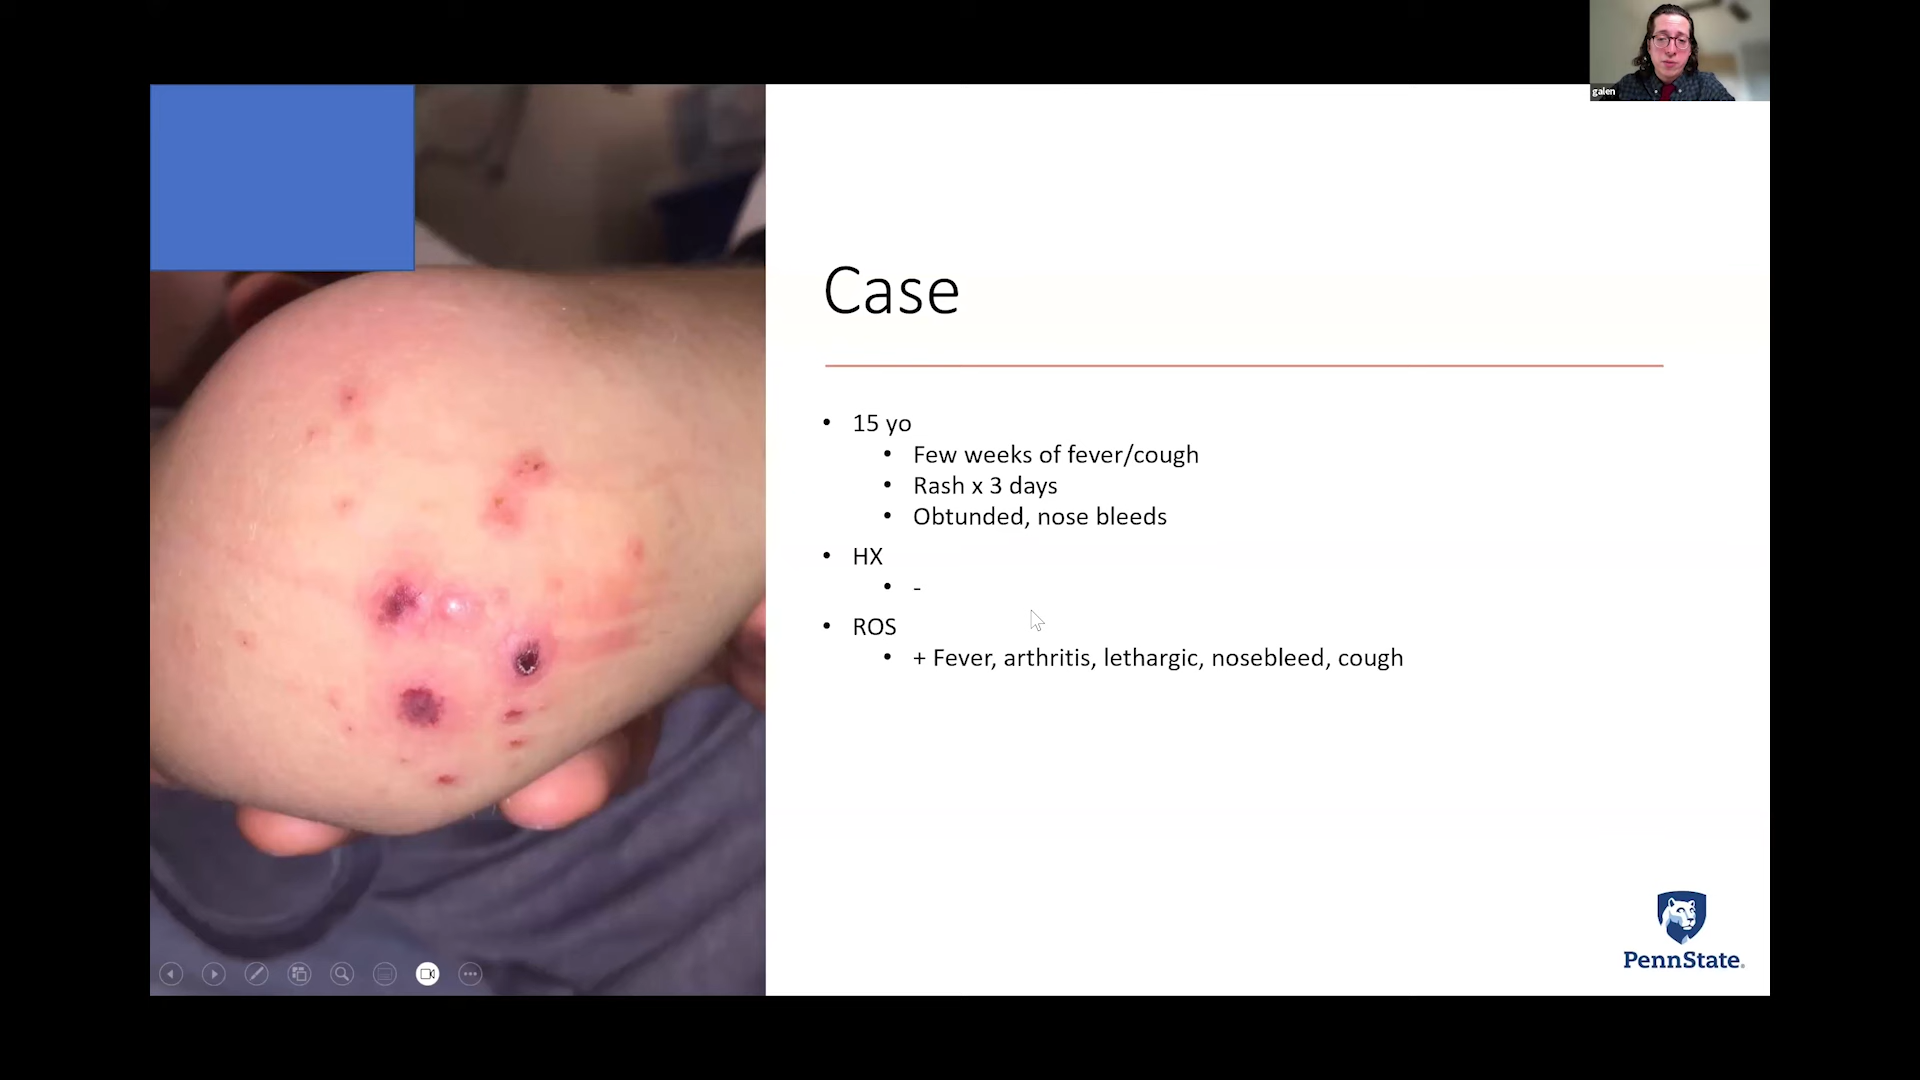 galen
Case
15 yo
Few weeks of fever/cough
Rash x 3 days
Obtunded, nose bleeds
HX
-
ROS
+ Fever, arthritis, lethargic, nosebleed, cough
PennState®